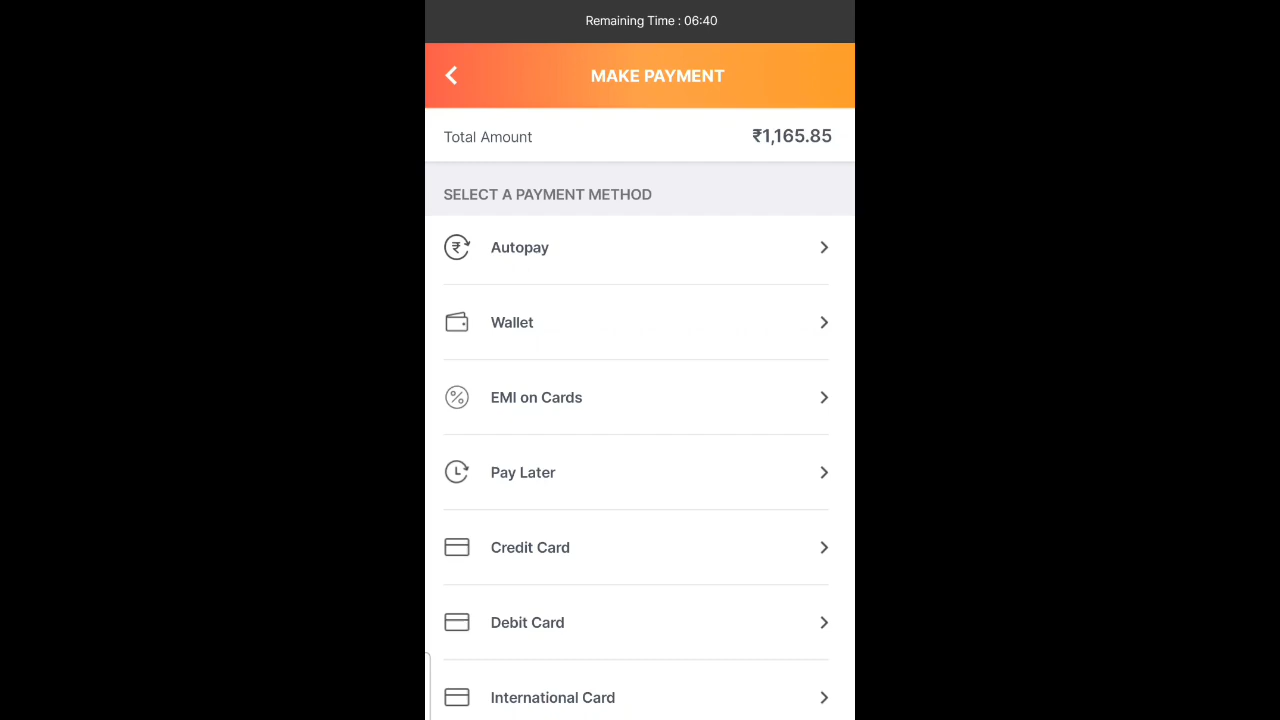 Remaining Time : 06:40
MAKE PAYMENT
Total Amount ₹1,165.85
SELECT A PAYMENT METHOD
Autopay
Wallet
EMI on Cards
Pay Later
Credit Card
Debit Card
International Card